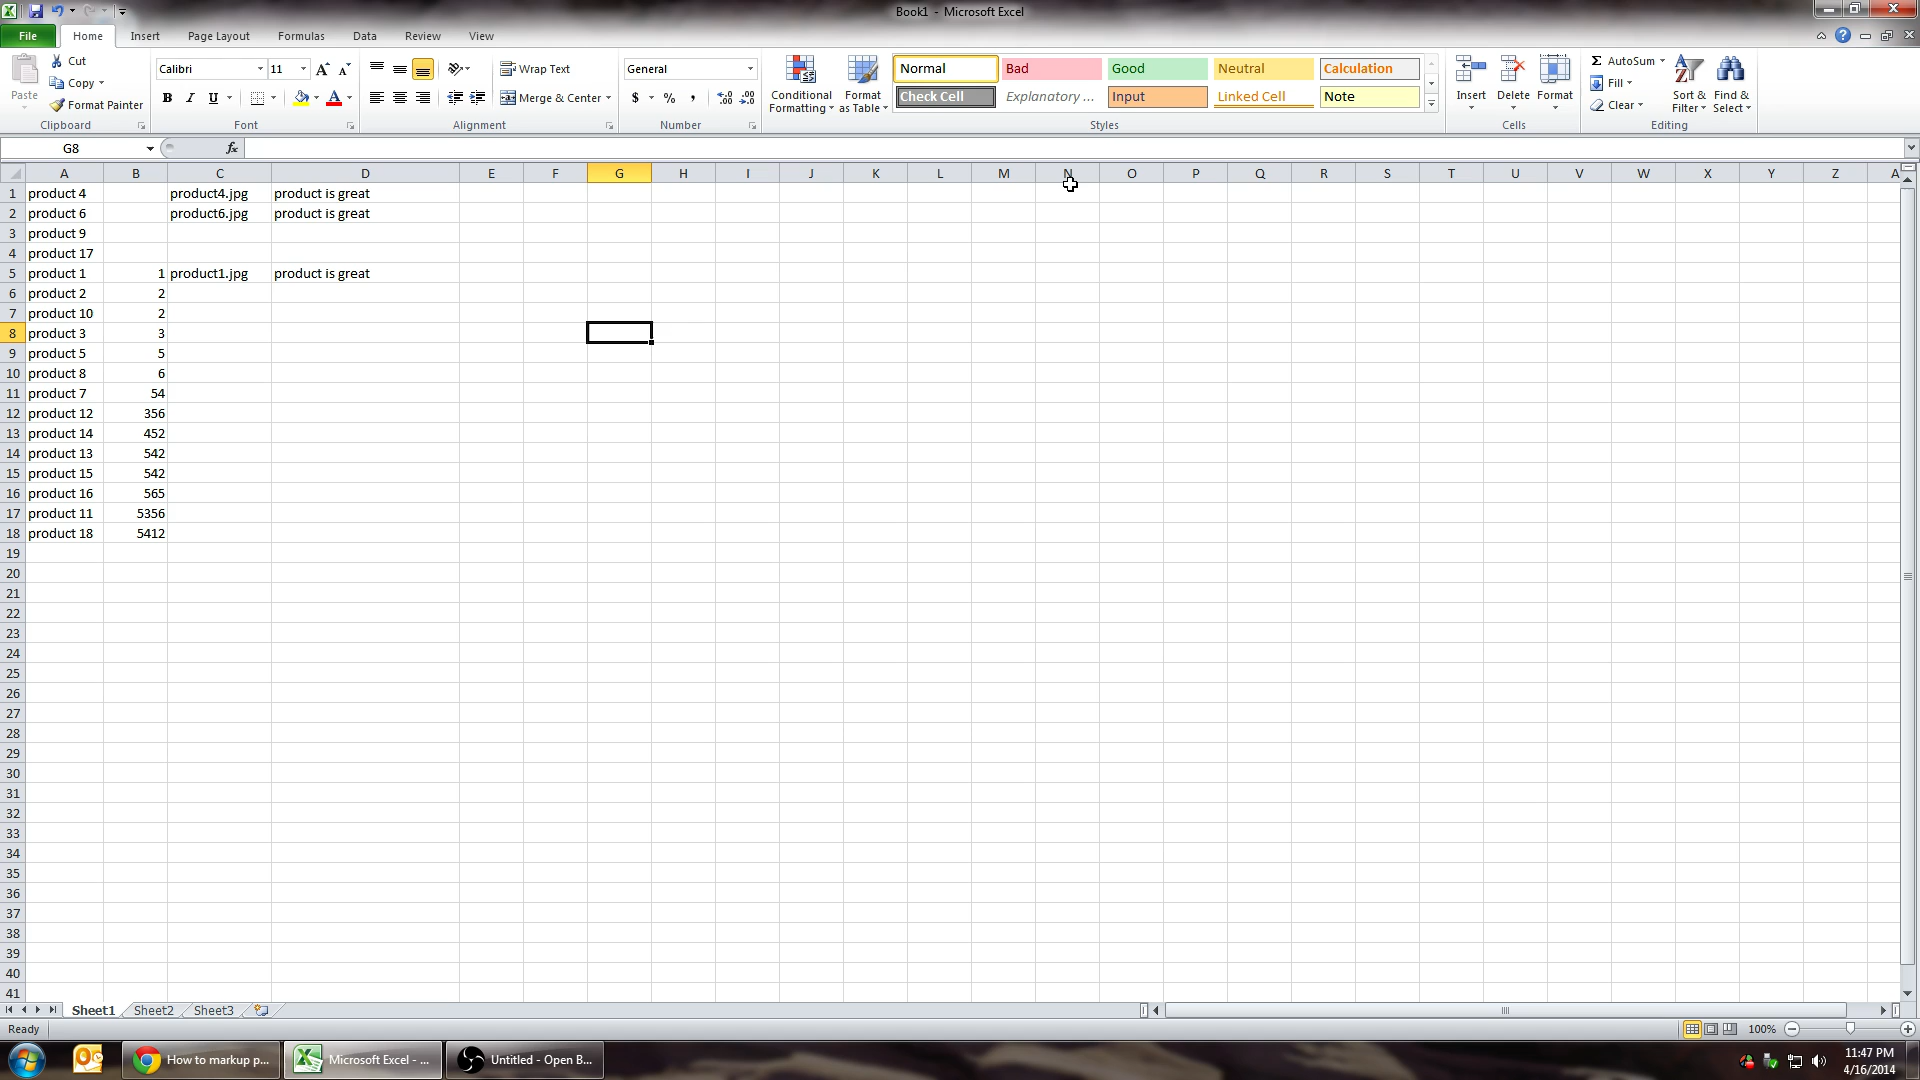 Book1 - Microsoft Excel
File Home Insert Page Layout Formulas Data Review View
Paste
Cut
Copy
Format Painter
Clipboard
Calibri 11
B I U A
Font
Wrap Text
Merge & Center
Alignment
General
$ % ,
Number
Conditional Formatting
Format as Table
Normal Bad Good Neutral Calculation
Check Cell Explanatory ... Input Linked Cell Note
Styles
Insert Delete Format
Cells
Σ AutoSum
Fill
Clear
Sort & Filter
Find & Select
Editing
G8 fx
A B C D E F G H I J K L M N O P Q R S T U V W X Y Z A
1 product 4 product4.jpg product is great
2 product 6 product6.jpg product is great
3 product 9
4 product 17
5 product 1 1 product1.jpg product is great
6 product 2 2
7 product 10 2
8 product 3 3
9 product 5 5
10 product 8 6
11 product 7 54
12 product 12 356
13 product 14 452
14 product 13 542
15 product 15 542
16 product 16 565
17 product 11 5356
18 product 18 5412
19
20
21
22
23
24
25
26
27
28
29
30
31
32
33
34
35
36
37
38
39
40
41
Sheet1 Sheet2 Sheet3
Ready 100%
How to markup p... Microsoft Excel - ... Untitled - Open B...
11:47 PM
4/16/2014